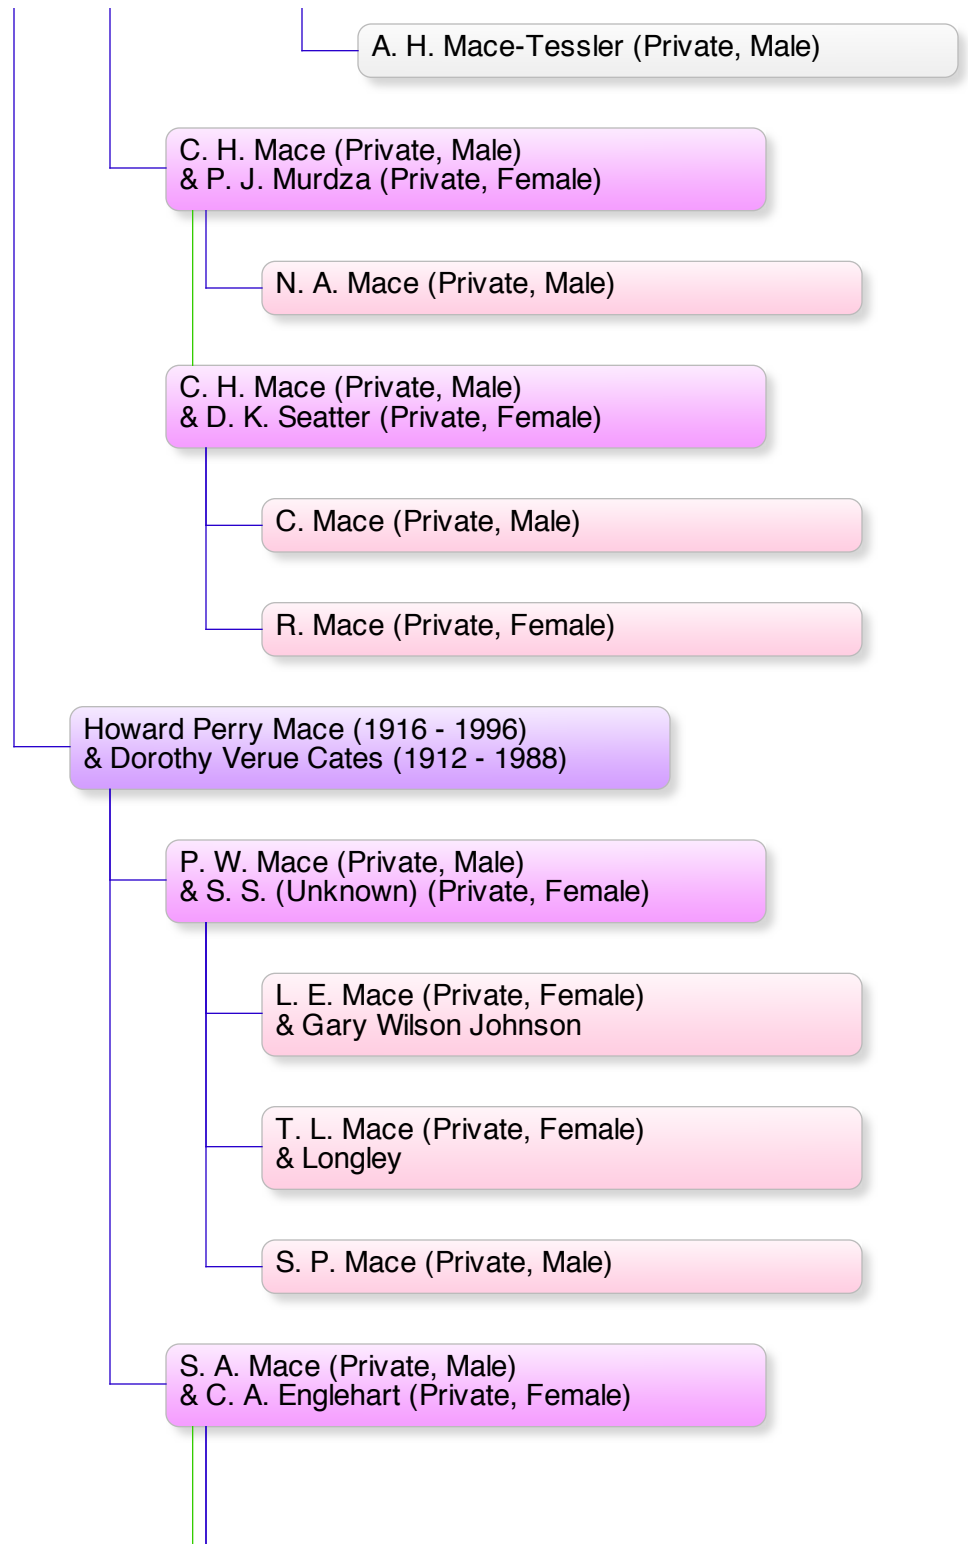 A. H. Mace-Tessler (Private, Male)
C. H. Mace (Private, Male)
& P. J. Murdza (Private, Female)
N. A. Mace (Private, Male)
C. H. Mace (Private, Male)
& D. K. Seatter (Private, Female)
C. Mace (Private, Male)
R. Mace (Private, Female)
Howard Perry Mace (1916 - 1996)
& Dorothy Verue Cates (1912 - 1988)
P. W. Mace (Private, Male)
& S. S. (Unknown) (Private, Female)
L. E. Mace (Private, Female)
& Gary Wilson Johnson
T. L. Mace (Private, Female)
& Longley
S. P. Mace (Private, Male)
S. A. Mace (Private, Male)
& C. A. Englehart (Private, Female)